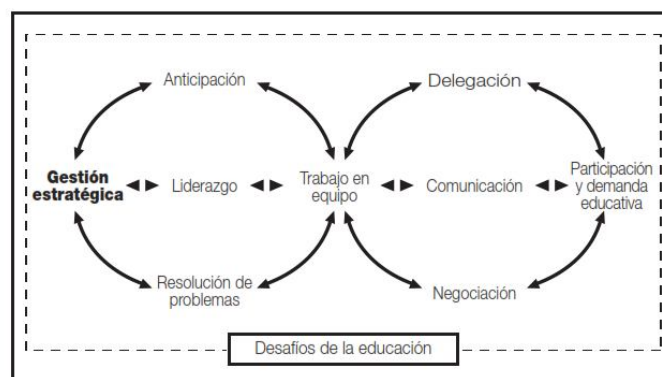 Anticipación
Delegación
Gestión
estratégica
Liderazgo
Trabajo en
equipo
Comunicación
Participación
y demanda
educativa
Resolución de
problemas
Negociación
Desafíos de la educación